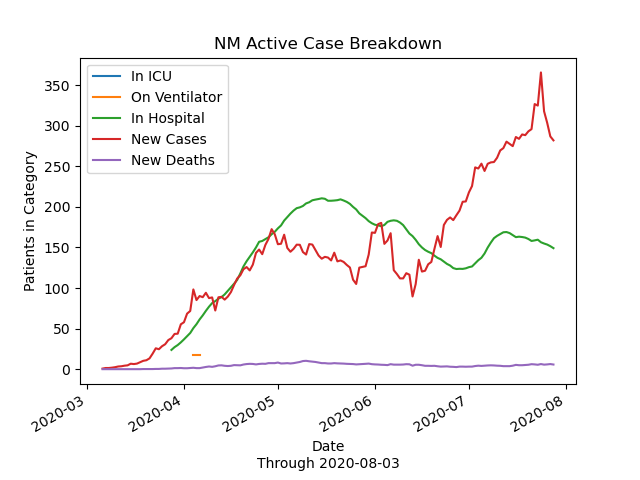 NM Active Case Breakdown
In ICU
On Ventilator
In Hospital
New Cases
New Deaths
Patients in Category
350
300
250
200
150
100
50
0
2020-03
2020-04
2020-05
2020-06
2020-07
2020-08
Date
Through 2020-08-03